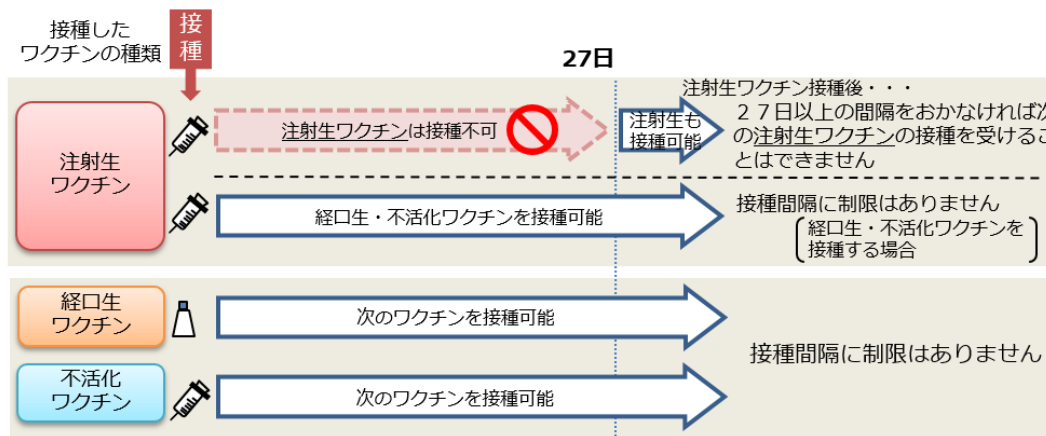 接種した
ワクチンの種類
接種
27日
注射生
ワクチン
注射生ワクチンは接種不可
注射生も
接種可能
注射生ワクチン接種後・・・
２７日以上の間隔をおかなければ次
の注射生ワクチンの接種を受けるこ
とはできません
経口生・不活化ワクチンを接種可能
接種間隔に制限はありません
経口生・不活化ワクチンを
接種する場合
経口生
ワクチン
次のワクチンを接種可能
接種間隔に制限はありません
不活化
ワクチン
次のワクチンを接種可能